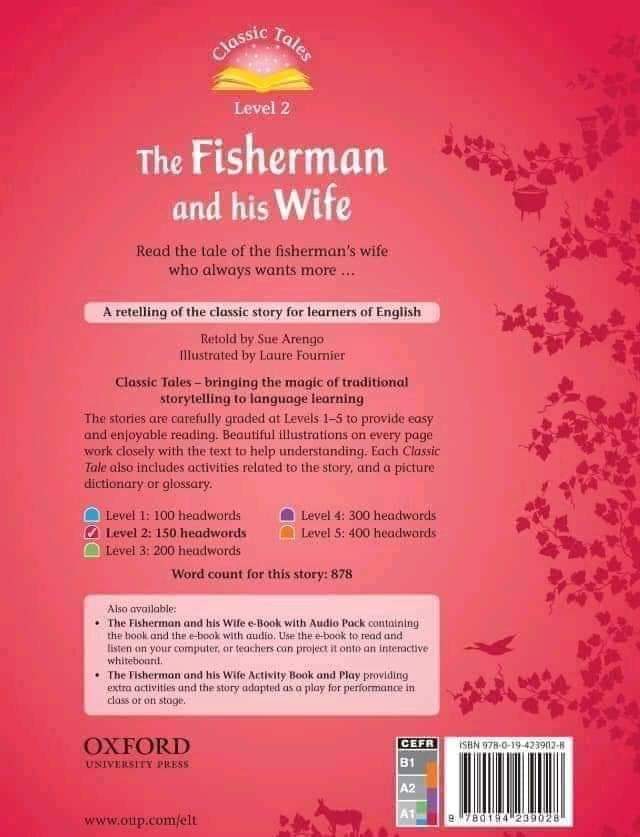 Classic Tales
Level 2
The Fisherman
and his Wife
Read the tale of the fisherman's wife
who always wants more ...
A retelling of the classic story for learners of English
Retold by Sue Arengo
Illustrated by Laure Fournier
Classic Tales – bringing the magic of traditional
storytelling to language learning
The stories are carefully graded at Levels 1–5 to provide easy
and enjoyable reading. Beautiful illustrations on every page
work closely with the text to help understanding. Each Classic
Tale also includes activities related to the story, and a picture
dictionary or glossary.
Level 1: 100 headwords
Level 2: 150 headwords
Level 3: 200 headwords
Level 4: 300 headwords
Level 5: 400 headwords
Word count for this story: 878
Also available:
• The Fisherman and his Wife e-Book with Audio Pack containing
the book and the e-book with audio. Use the e-book to read and
listen on your computer, or teachers can project it onto an interactive
whiteboard.
• The Fisherman and his Wife Activity Book and Play providing
extra activities and the story adapted as a play for performance in
class or on stage.
OXFORD
UNIVERSITY PRESS
www.oup.com/elt
CEFR
B1
A2
A1
ISBN 978-0-19-423902-8
9 780194 239028